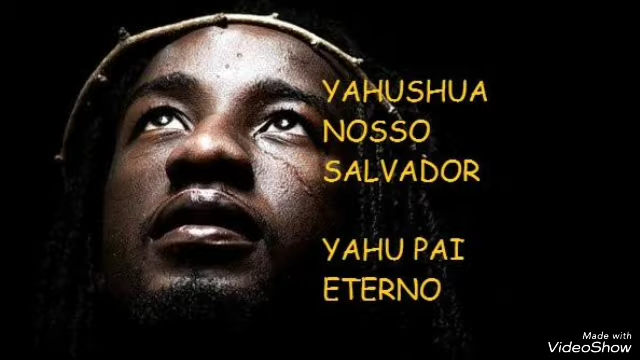 YAHUSHUA
NOSSO
SALVADOR
YAHU PAI
ETERNO
Made with
VideoShow